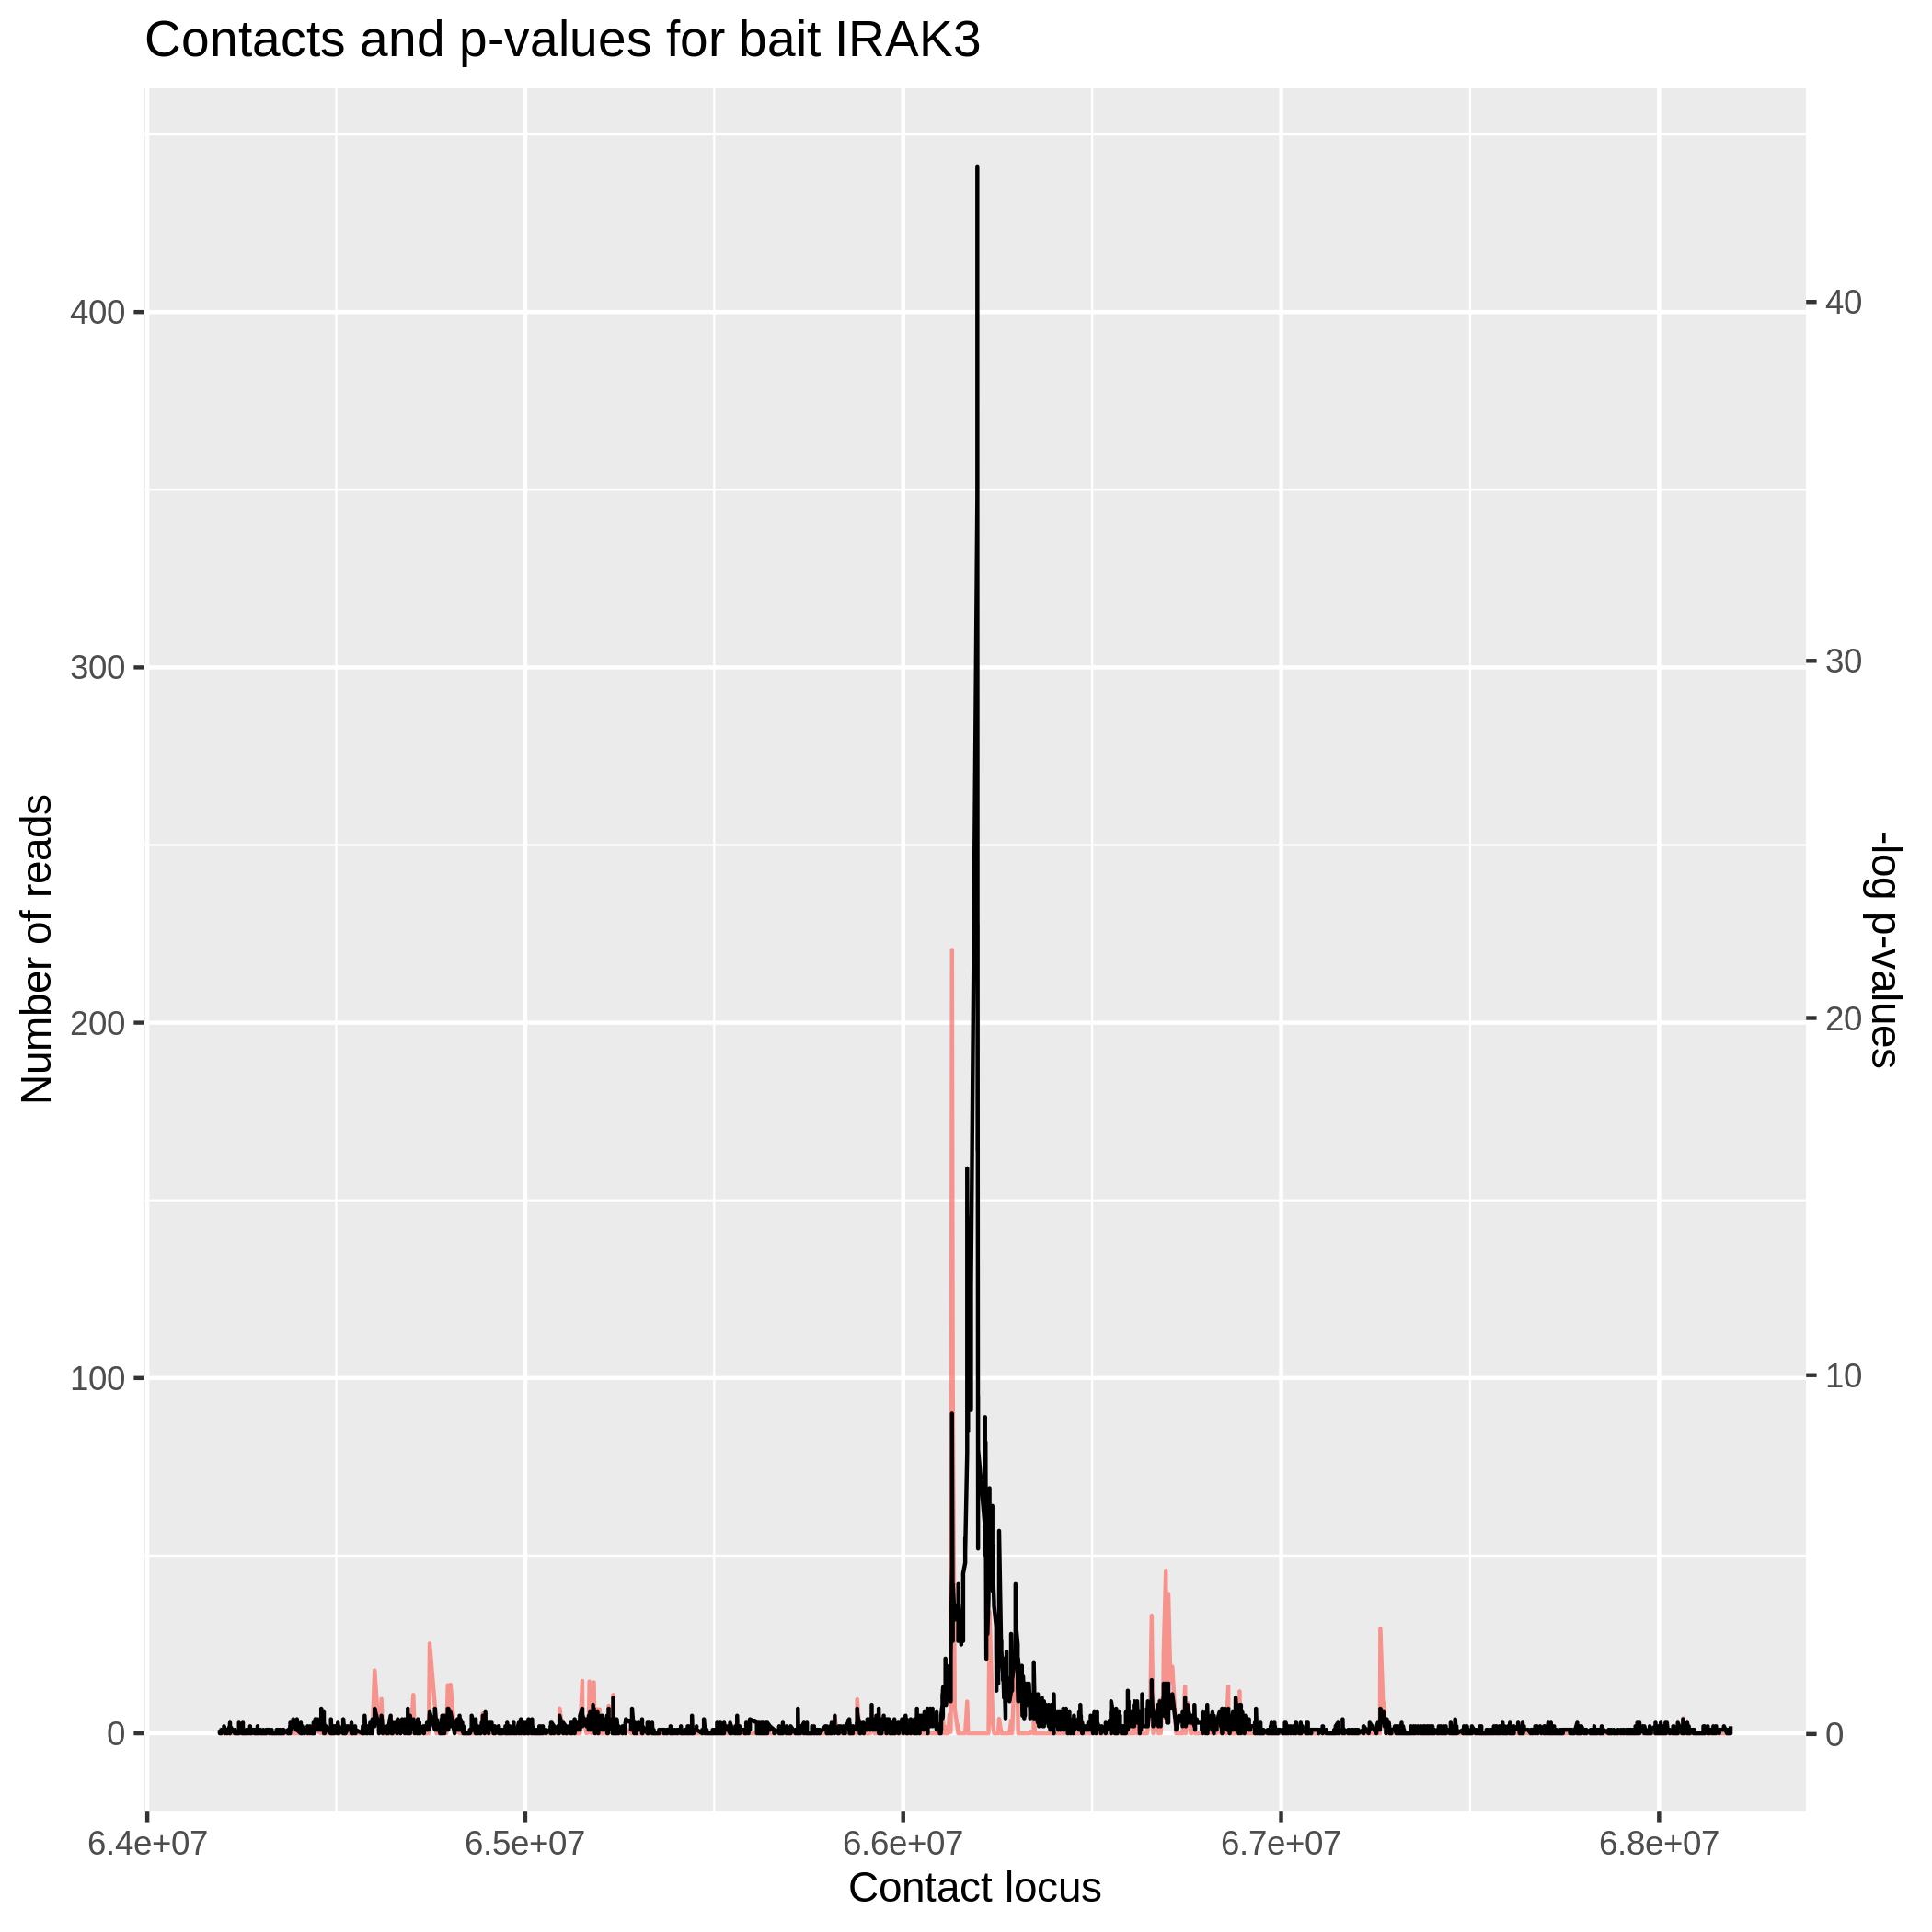 Contacts and p-values for bait IRAK3
Number of reads
400
300
200
100
0
40
30
20
10
0
-log p-values
6.4e+07
6.5e+07
6.6e+07
6.7e+07
6.8e+07
Contact locus